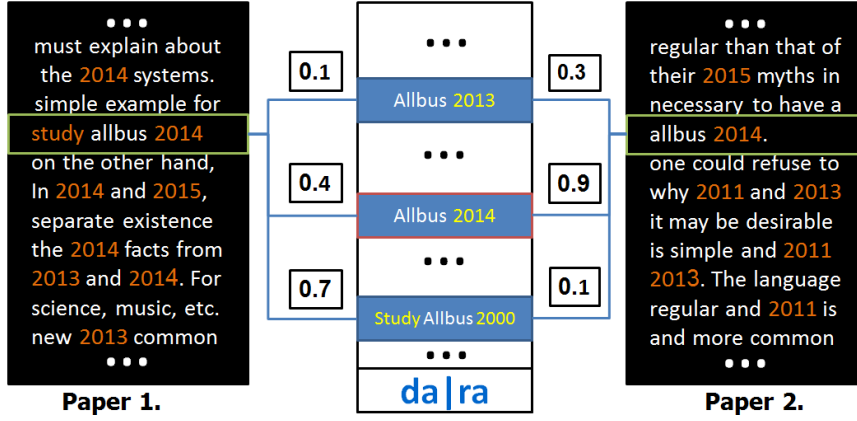 ...
must explain about
the 2014 systems.
simple example for
study allbus 2014
on the other hand,
In 2014 and 2015,
separate existence
the 2014 facts from
2013 and 2014. For
science, music, etc.
new 2013 common
...
Paper 1.
0.1
0.4
0.7
...
Allbus 2013
...
Allbus 2014
...
Study Allbus 2000
...
da|ra
0.3
0.9
0.1
...
regular than that of
their 2015 myths in
necessary to have a
allbus 2014.
one could refuse to
why 2011 and 2013
it may be desirable
is simple and 2011
2013. The language
regular and 2011 is
and more common
...
Paper 2.